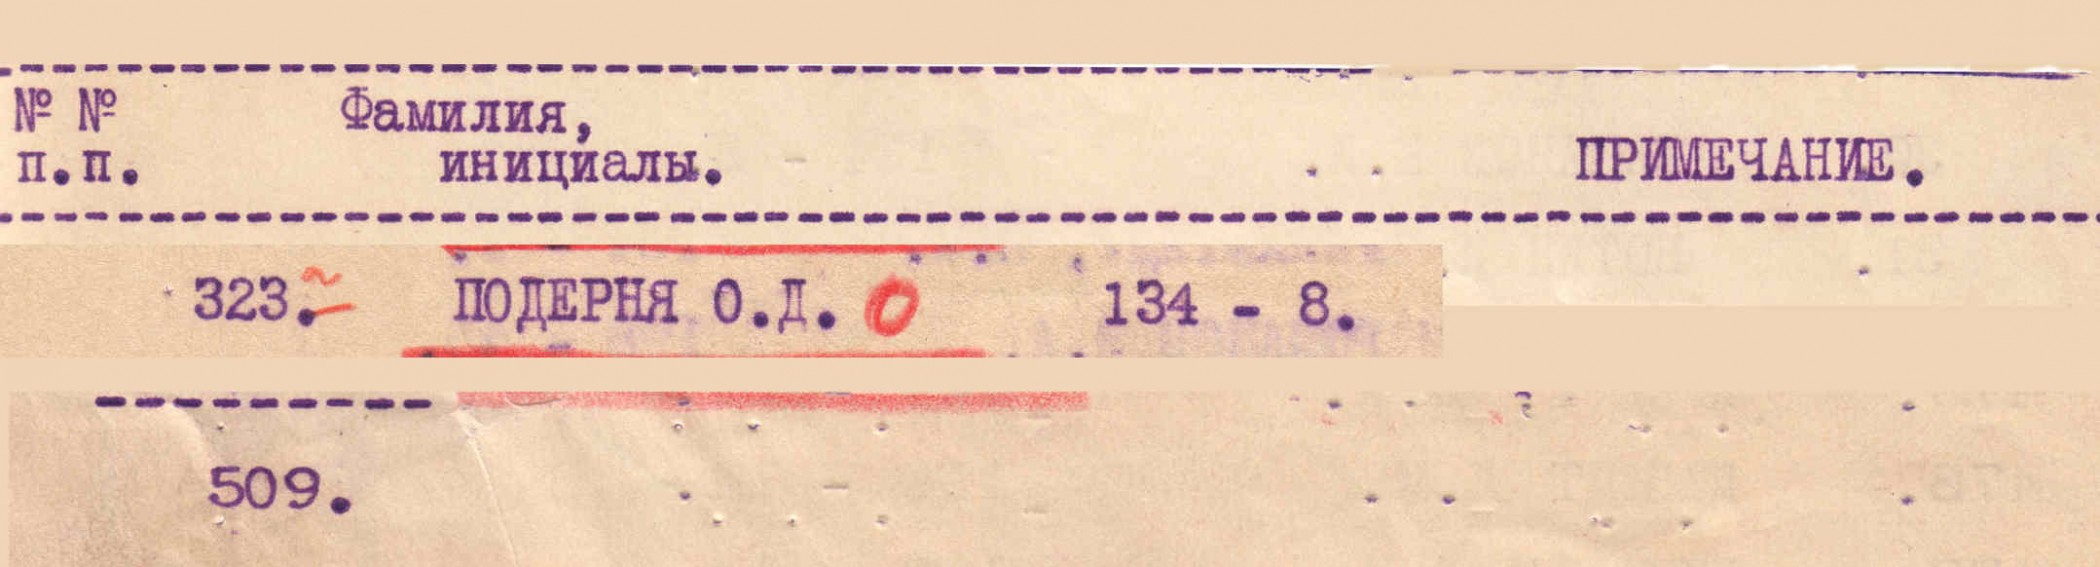 № № Фамилия,
п.п. инициалы. ПРИМЕЧАНИЕ.
323. ПОДЕРНЯ О.Д. О 134 - 8.
509.